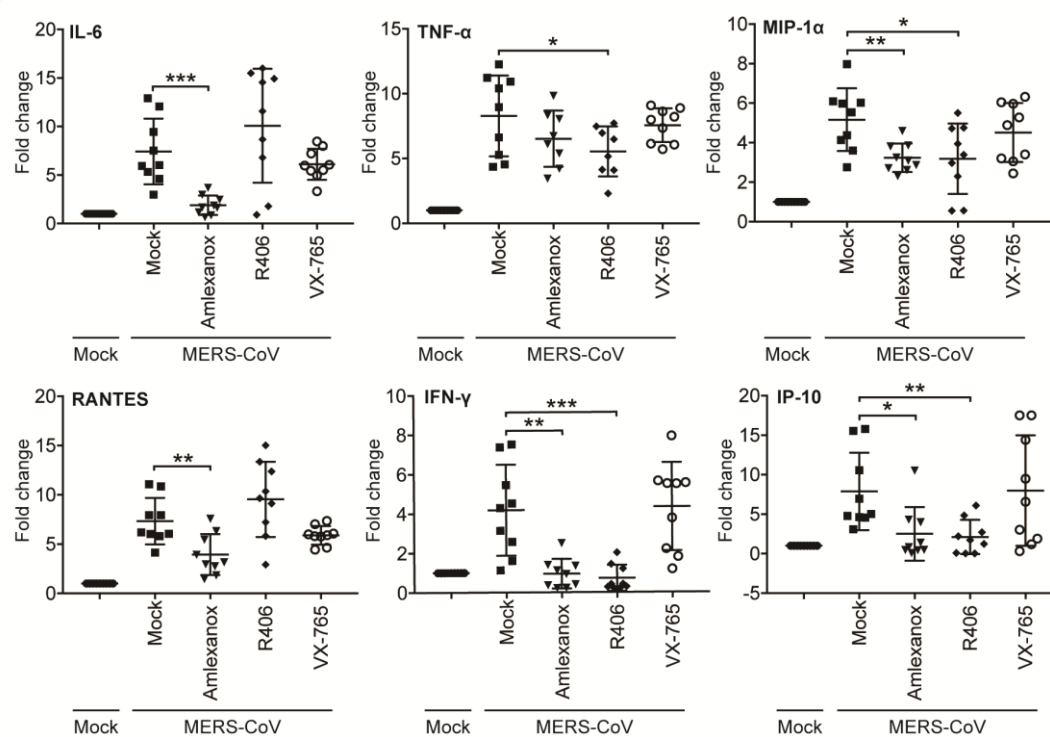 IL-6
Fold change
20
15
10
5
0
***
Mock
Amlexanox
R406
VX-765
Mock
MERS-CoV
TNF-α
Fold change
15
10
5
0
*
Mock
Amlexanox
R406
VX-765
Mock
MERS-CoV
MIP-1α
Fold change
10
8
6
4
2
0
*
**
Mock
Amlexanox
R406
VX-765
Mock
MERS-CoV
RANTES
Fold change
20
15
10
5
0
**
Mock
Amlexanox
R406
VX-765
Mock
MERS-CoV
IFN-γ
Fold change
10
8
6
4
2
0
***
**
Mock
Amlexanox
R406
VX-765
Mock
MERS-CoV
IP-10
Fold change
20
15
10
5
0
-5
**
*
Mock
Amlexanox
R406
VX-765
Mock
MERS-CoV